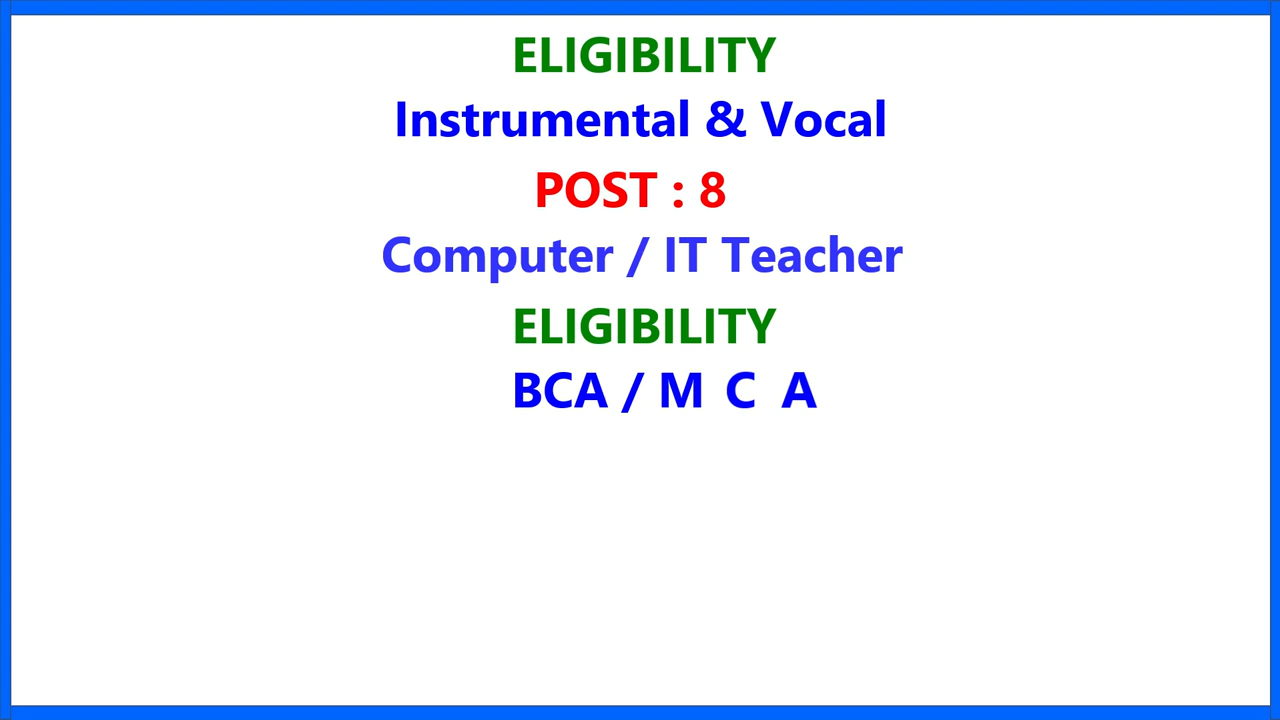 ELIGIBILITY
Instrumental & Vocal
POST : 8
Computer / IT Teacher
ELIGIBILITY
BCA / M C A